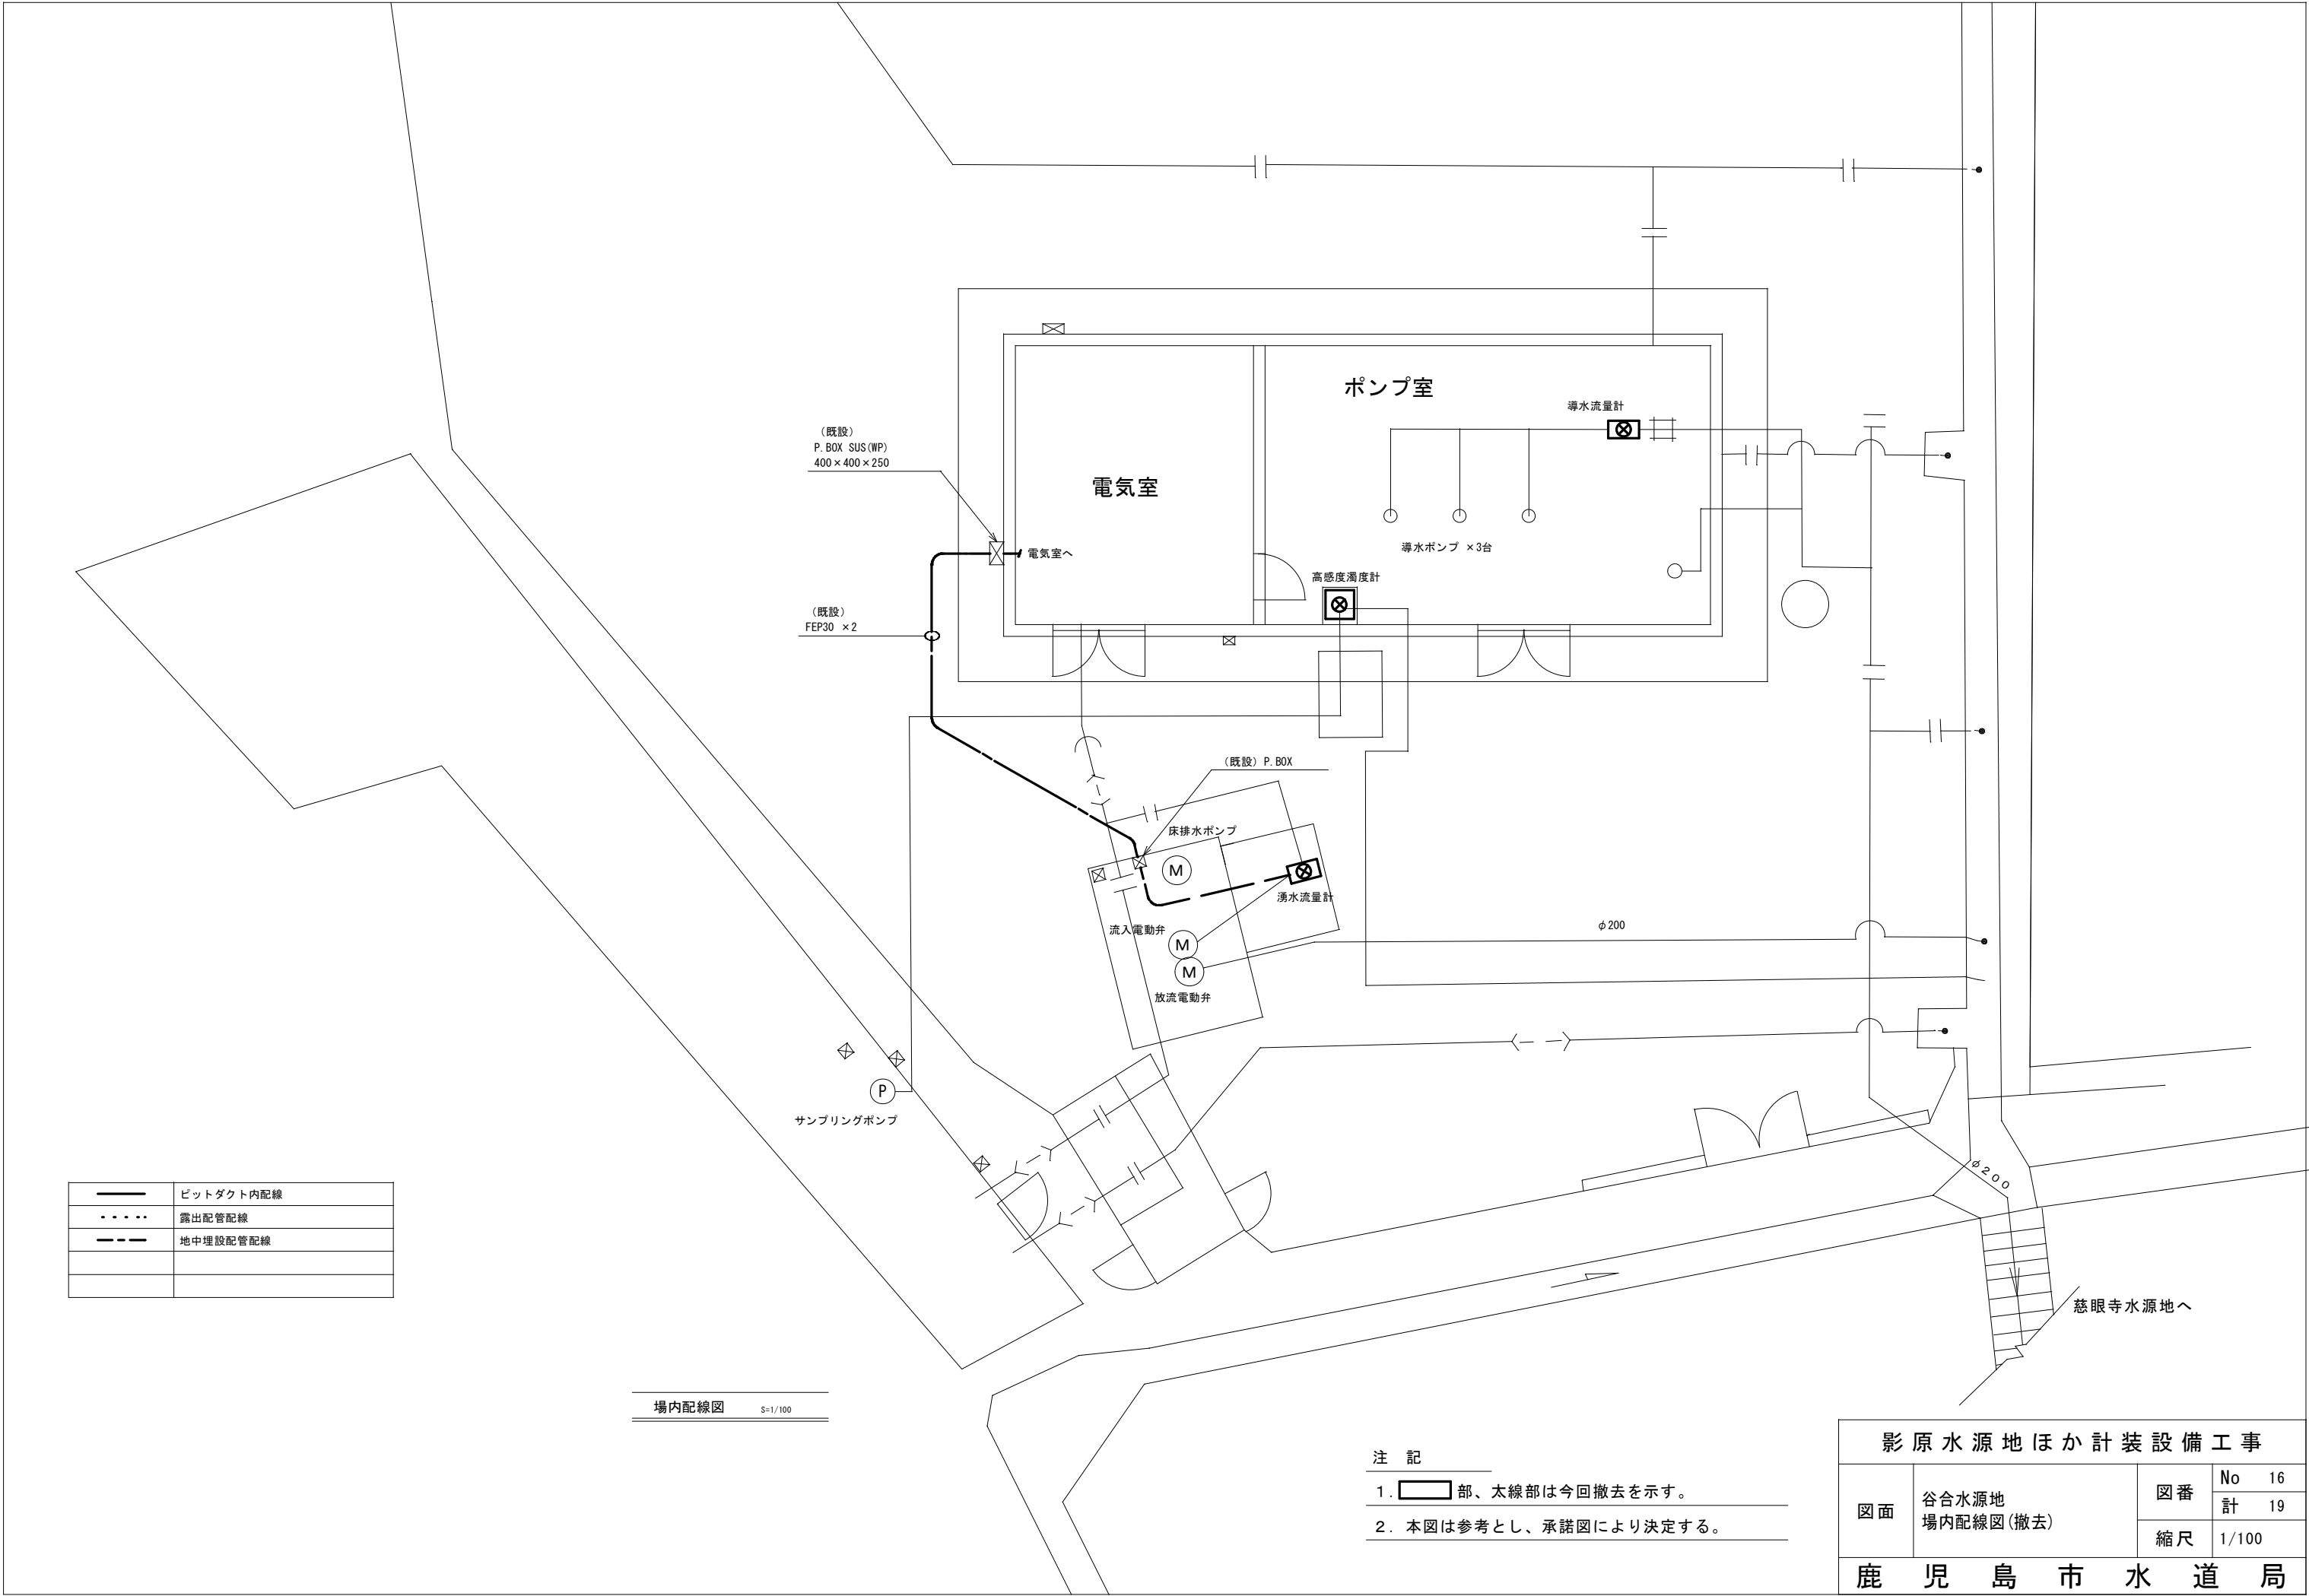 ポンプ室
導水流量計
(既設)
P.BOX SUS(WP)
400×400×250
電気室
電気室へ
導水ポンプ ×3台
高感度濁度計
(既設)
FEP30 ×2
(既設) P.BOX
床排水ポンプ
M
湧水流量計
流入電動弁
M
M
放流電動弁
φ200
P
サンプリングポンプ
φ200
ピットダクト内配線
露出配管配線
地中埋設配管配線
慈眼寺水源地へ
場内配線図 S=1/100
注 記
1. 部、太線部は今回撤去を示す。
2. 本図は参考とし、承諾図により決定する。
影原水源地ほか計装設備工事
図面
谷合水源地
場内配線図(撤去)
図番
No 16
計 19
縮尺
1/100
鹿児島市水道局